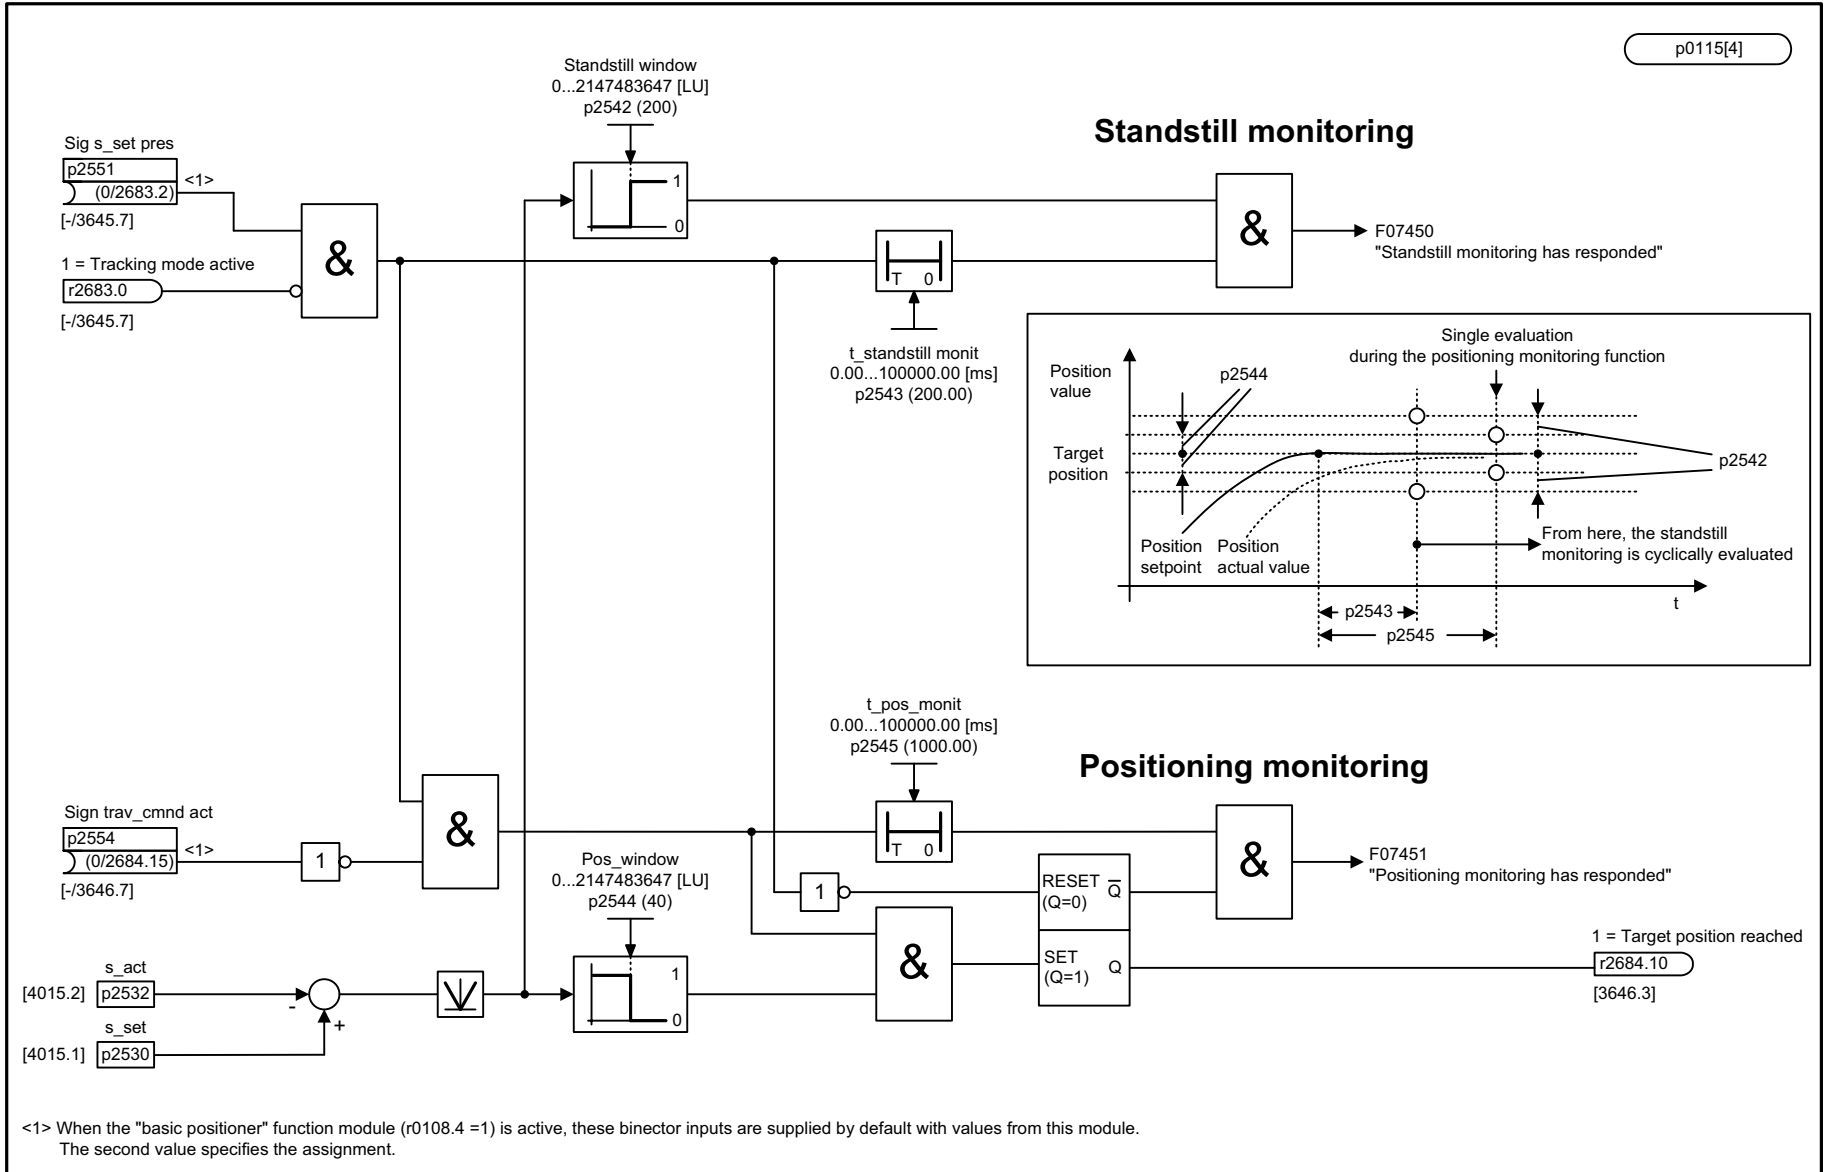 p0115[4]
Standstill window
0...2147483647 [LU]
p2542 (200)
Standstill monitoring
Sig s_set pres
p2551
<1>
(0/2683.2)
[-/3645.7]
1
0
&
&
F07450
"Standstill monitoring has responded"
1 = Tracking mode active
r2683.0
[-/3645.7]
T 0
t_standstill monit
0.00...100000.00 [ms]
p2543 (200.00)
Single evaluation
during the positioning monitoring function
Position
value
p2544
Target
position
p2542
Position
setpoint
Position
actual value
From here, the standstill
monitoring is cyclically evaluated
t
p2543
p2545
t_pos_monit
0.00...100000.00 [ms]
p2545 (1000.00)
Positioning monitoring
Sign trav_cmnd act
p2554
<1>
(0/2684.15)
[-/3646.7]
1
&
T 0
&
F07451
"Positioning monitoring has responded"
Pos_window
0...2147483647 [LU]
p2544 (40)
1
RESET Q
(Q=0)
SET Q
(Q=1)
&
1 = Target position reached
r2684.10
[3646.3]
s_act
[4015.2] p2532
-
+
s_set
[4015.1] p2530
1
0
<1> When the "basic positioner" function module (r0108.4 =1) is active, these binector inputs are supplied by default with values from this module.
The second value specifies the assignment.